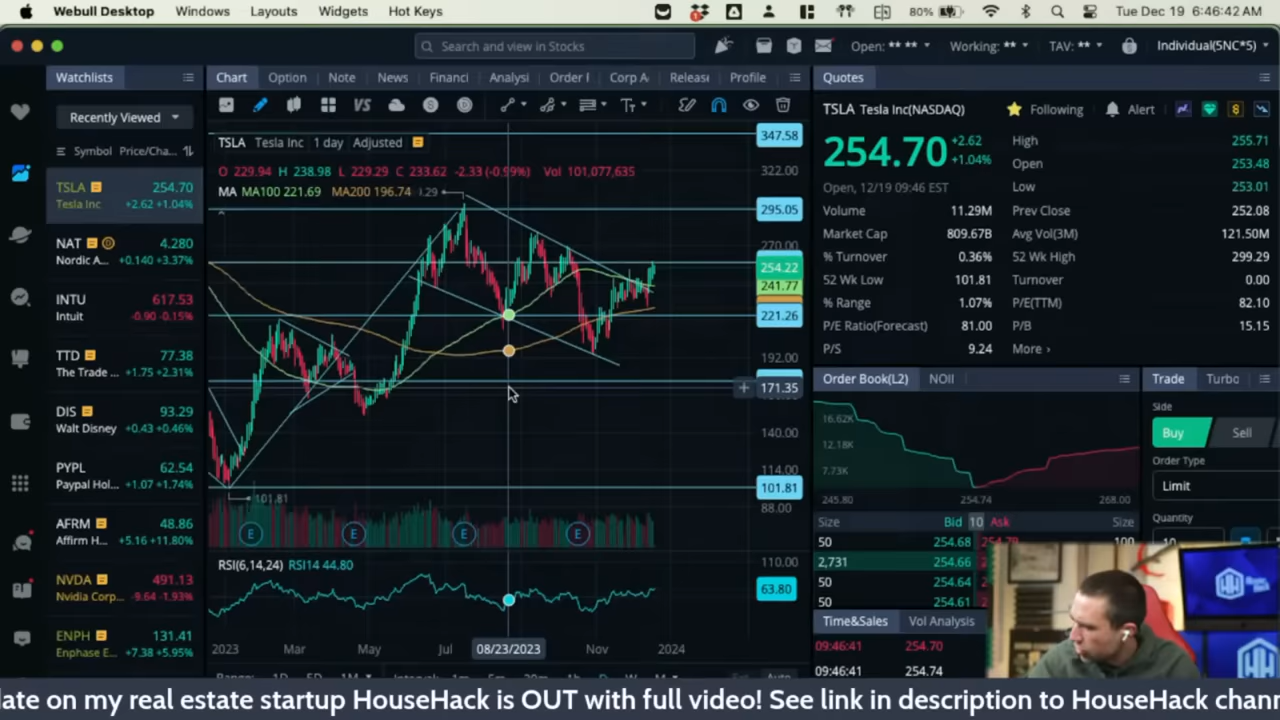 Webull Desktop Windows Layouts Widgets Hot Keys 80% Tue Dec 19 6:46:42 AM
Search and view in Stocks Open: ** ** Working: ** TAV: ** Individual(5NC*S)
Watchlists Chart Option Note News Financi Analysi Order I Corp A Releas Profile Quotes
Recently Viewed
Symbol Price/Cha...
TSLA 254.70
Tesla Inc +2.62 +1.04%
NAT 4.280
Nordic A... +0.140 +3.37%
INTU 617.53
Intuit -0.90 -0.15%
TTD 77.38
The Trade ... +1.75 +2.31%
DIS 93.29
Walt Disney +0.43 +0.46%
PYPL 62.54
Paypal Hol... +1.07 +1.74%
AFRM 48.86
Affirm H... +5.16 +11.80%
NVDA 491.13
Nvidia Corp... -9.64 -1.93%
ENPH 131.41
Enphase E... +7.38 +5.95%
VS S D Tт
TSLA Tesla Inc 1 day Adjusted
O 229.94 H 238.98 L 229.29 C 233.62 -2.33 (-0.99%) Vol 101,077,635
MA MA100 221.69 MA200 196.74
347.58
322.00
295.05
270.00
254.22
241.77
221.26
192.00
171.35
140.00
114.00
101.81
88.00
101.81
E E E E
RSI(6,14,24) RSI14 44.80
110.00
63.80
2023 Mar May Jul 08/23/2023 Nov 2024
TSLA Tesla Inc(NASDAQ) Following Alert
254.70 +2.62 +1.04%
Open, 12/19 09:46 EST
High 255.71
Open 253.48
Low 253.01
Volume 11.29M Prev Close 252.08
Market Cap 809.67B Avg Vol(3M) 121.50M
% Turnover 0.36% 52 Wk High 299.29
52 Wk Low 101.81 Turnover 0.00
% Range 1.07% P/E(TTM) 82.10
P/E Ratio(Forecast) 81.00 P/B 15.15
P/S 9.24 More ›
Order Book(L2) NOII Trade Turbo
16.62K
12.18K
7.73K
245.80 254.74 268.00
Side
Buy Sell
Order Type
Limit
Quantity
Size Bid 10 Ask Size
50 254.68
2,731 254.66
50 254.64
50 254.61
Time&Sales Vol Analysis
09:46:41 254.70
09:46:41 254.74
date on my real estate startup HouseHack is OUT with full video! See link in description to HouseHack chann